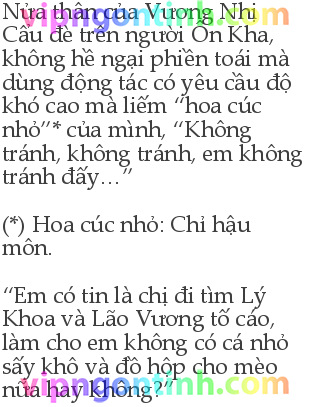 Nửa thân của Vương Nhị
Cẩu đè trên người Ôn Kha,
không hề ngại phiền toái mà
dùng động tác có yêu cầu độ
khó cao mà liếm “hoa cúc
nhỏ”* của mình, “Không
tránh, không tránh, em không
tránh đấy…”
(*) Hoa cúc nhỏ: Chỉ hậu
môn.
“Em có tin là chị đi tìm Lý
Khoa và Lão Vương tố cáo,
làm cho em không có cá nhỏ
sấy khô và đồ hộp cho mèo
nữa hay không?”
vipngontinh.com
vipngontinh.com